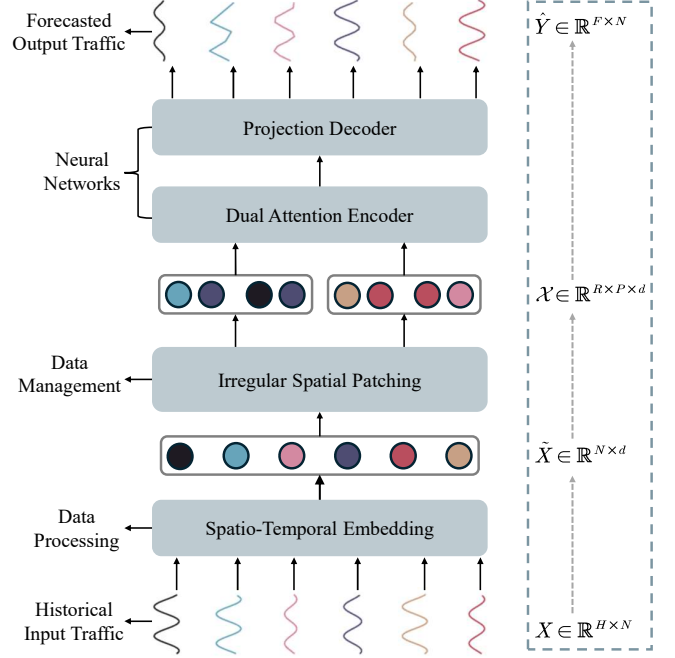 Forecasted
Output Traffic
Ŷ ∈ ℝ^{F×N}
Projection Decoder
Neural
Networks
Dual Attention Encoder
𝒳 ∈ ℝ^{R×P×d}
Data
Management
Irregular Spatial Patching
X̃ ∈ ℝ^{N×d}
Data
Processing
Spatio-Temporal Embedding
Historical
Input Traffic
X ∈ ℝ^{H×N}